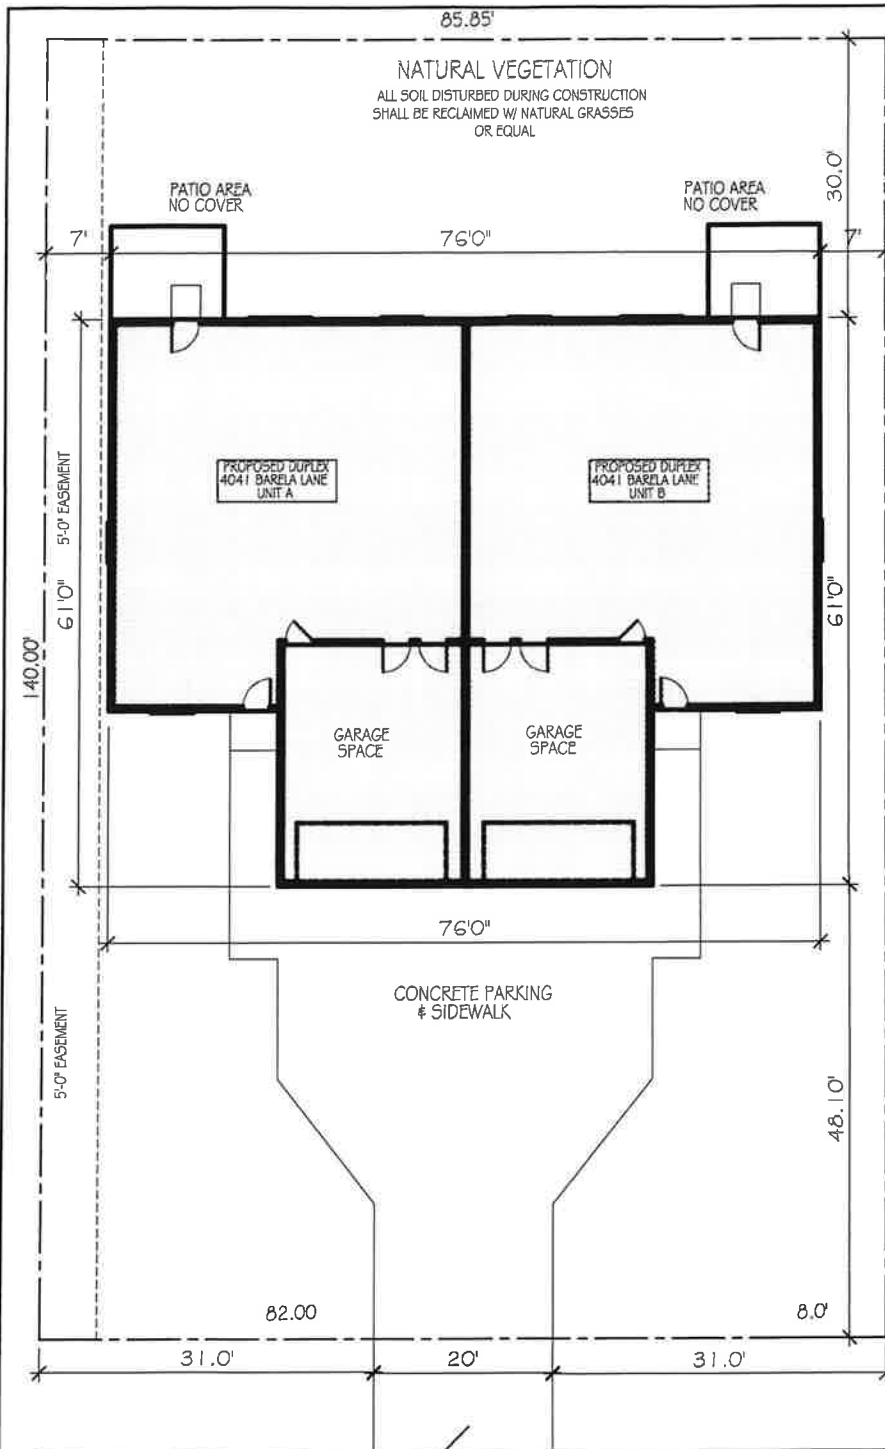 85.85'
NATURAL VEGETATION
ALL SOIL DISTURBED DURING CONSTRUCTION
SHALL BE RECLAIMED W/ NATURAL GRASSES
OR EQUAL
30.0'
PATIO AREA
NO COVER
PATIO AREA
NO COVER
7'
76'0"
7'
PROPOSED DUPLEX
4041 BARELA LANE
UNIT A
PROPOSED DUPLEX
4041 BARELA LANE
UNIT B
5'-0" EASEMENT
61'0"
61'0"
140.00'
GARAGE
SPACE
GARAGE
SPACE
76'0"
CONCRETE PARKING
& SIDEWALK
5'-0" EASEMENT
48.10'
82.00
8.0'
31.0'
20'
31.0'